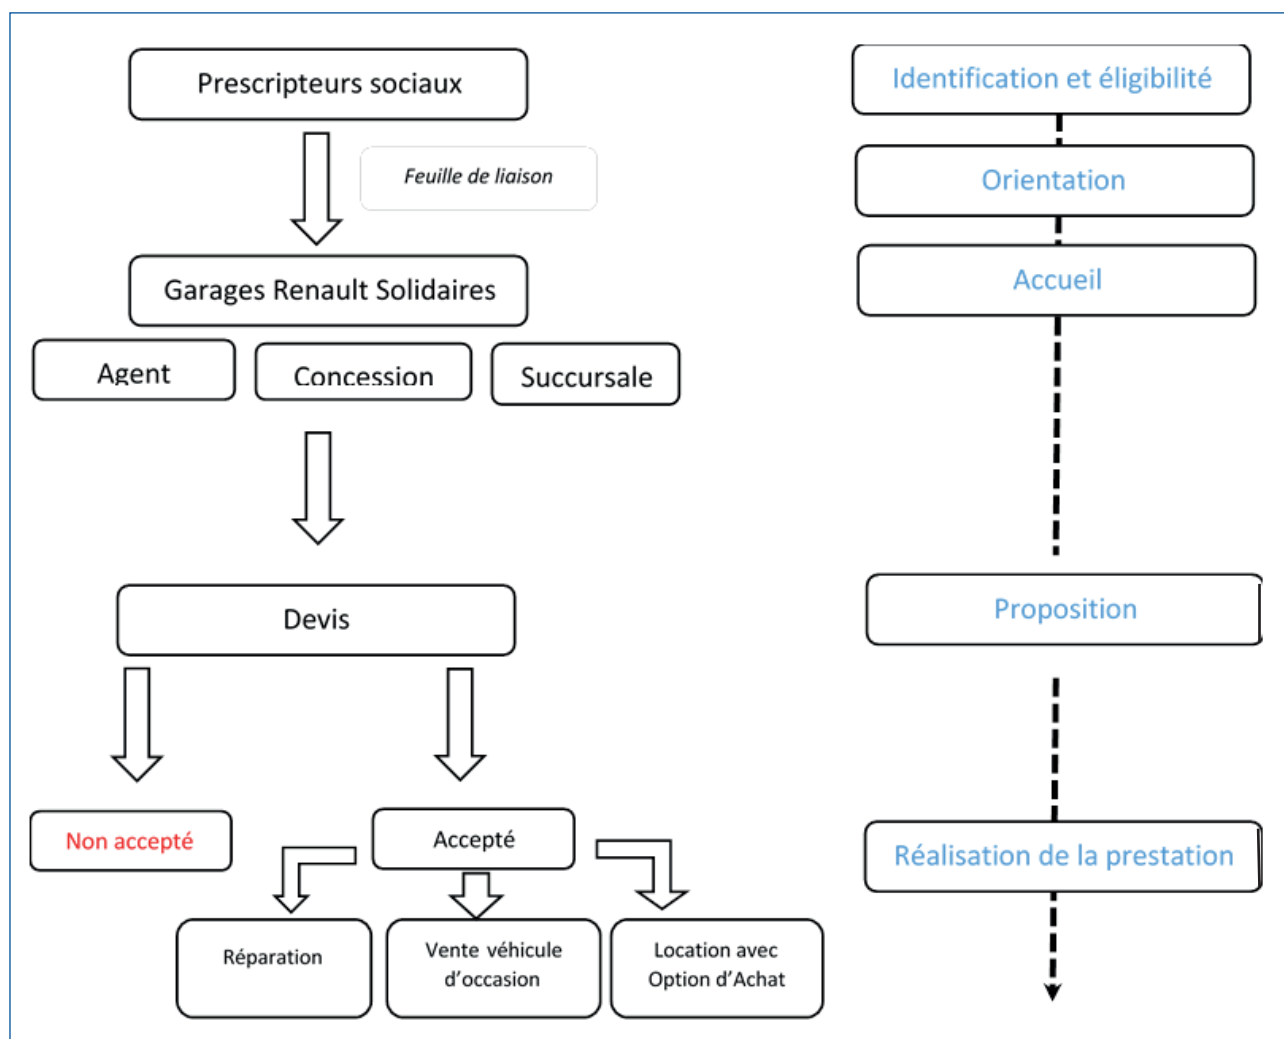 Prescripteurs sociaux
Feuille de liaison
Garages Renault Solidaires
Agent
Concession
Succursale
Devis
Non accepté
Accepté
Réparation
Vente véhicule
d’occasion
Location avec
Option d’Achat
Identification et éligibilité
Orientation
Accueil
Proposition
Réalisation de la prestation